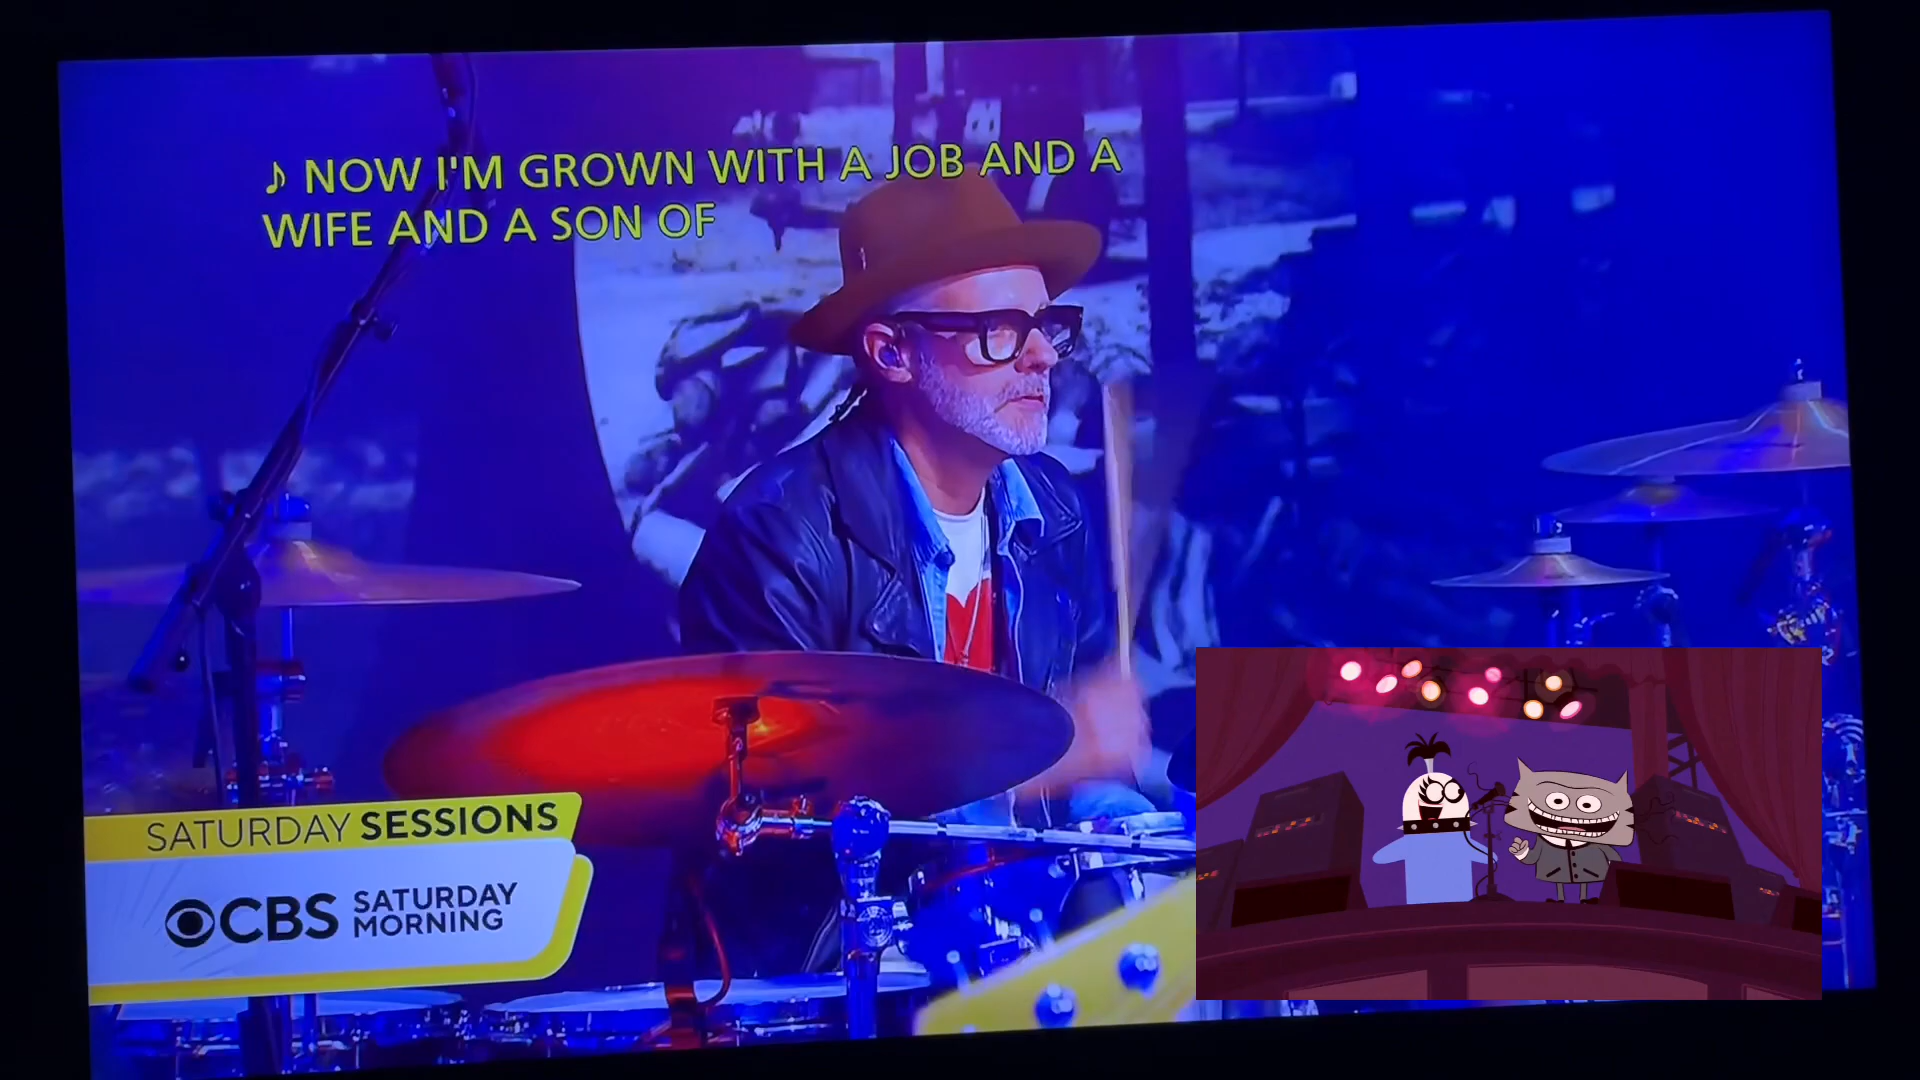 ♪ NOW I'M GROWN WITH A JOB AND A
WIFE AND A SON OF
SATURDAY SESSIONS
CBS SATURDAY
MORNING